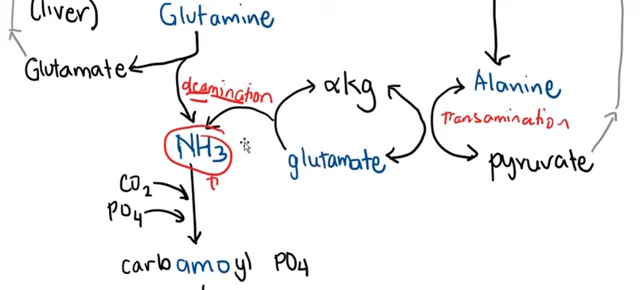 (liver)
Glutamine
Glutamate
deamination
αkg
Alanine
transamination
NH3
glutamate
pyruvate
CO2
PO4
carbamoyl PO4